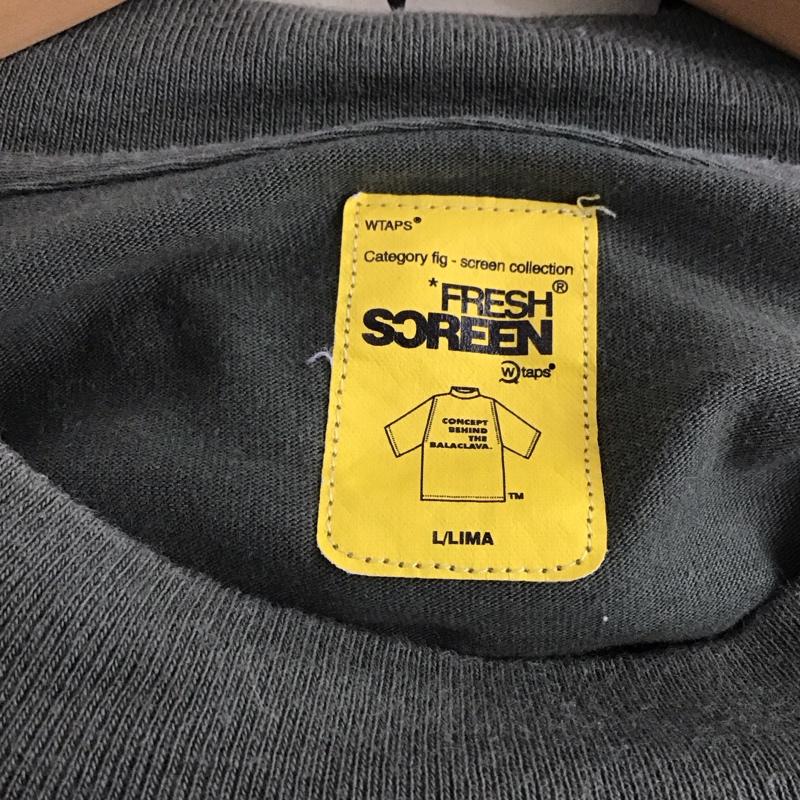 WTAPS®
Category fig - screen collection
*FRESH®
SCREEN
Wtaps®
CONCEPT
BEHIND
THE
BALACLAVA.
TM
L/LIMA